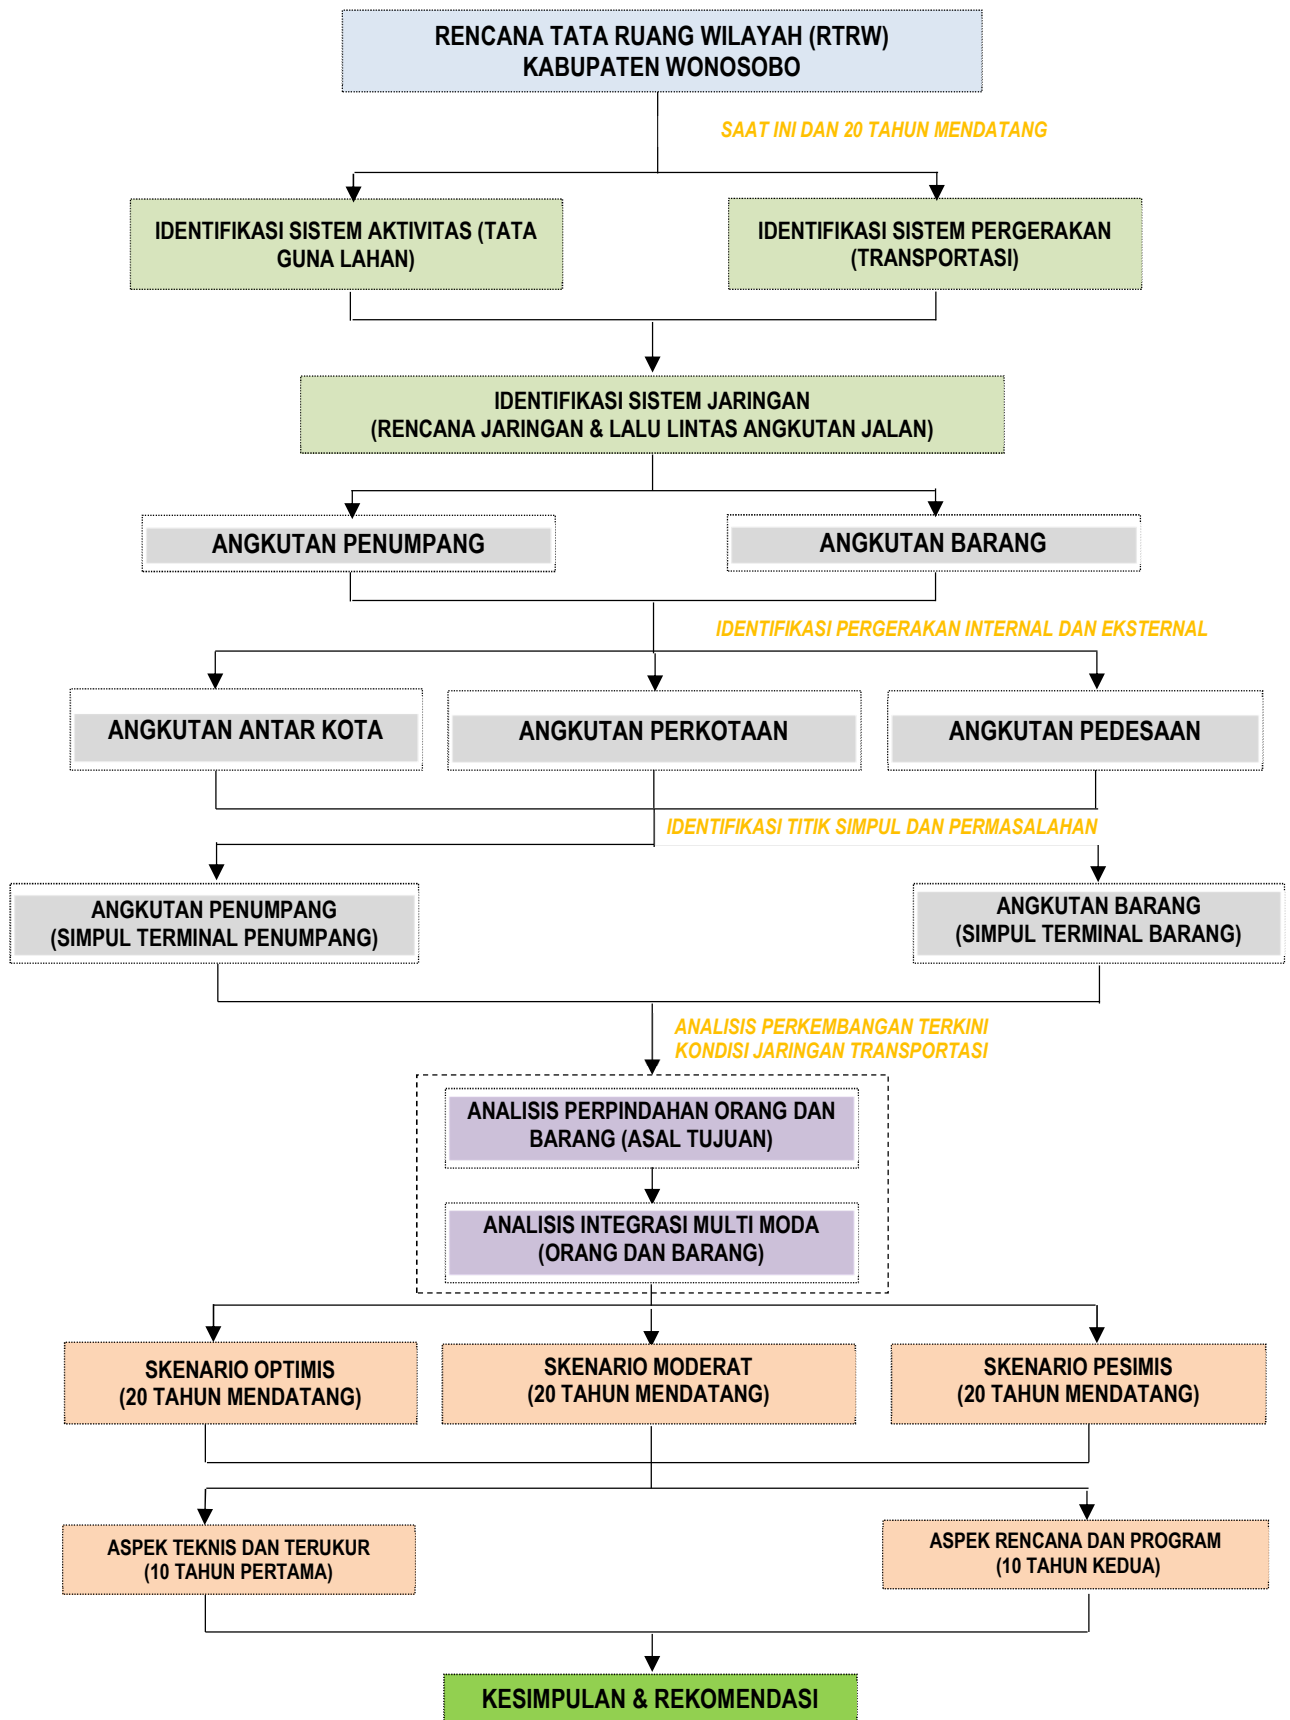 RENCANA TATA RUANG WILAYAH (RTRW)
KABUPATEN WONOSOBO
SAAT INI DAN 20 TAHUN MENDATANG
IDENTIFIKASI SISTEM AKTIVITAS (TATA
GUNA LAHAN)
IDENTIFIKASI SISTEM PERGERAKAN
(TRANSPORTASI)
IDENTIFIKASI SISTEM JARINGAN
(RENCANA JARINGAN & LALU LINTAS ANGKUTAN JALAN)
ANGKUTAN PENUMPANG
ANGKUTAN BARANG
IDENTIFIKASI PERGERAKAN INTERNAL DAN EKSTERNAL
ANGKUTAN ANTAR KOTA
ANGKUTAN PERKOTAAN
ANGKUTAN PEDESAAN
IDENTIFIKASI TITIK SIMPUL DAN PERMASALAHAN
ANGKUTAN PENUMPANG
(SIMPUL TERMINAL PENUMPANG)
ANGKUTAN BARANG
(SIMPUL TERMINAL BARANG)
ANALISIS PERKEMBANGAN TERKINI
KONDISI JARINGAN TRANSPORTASI
ANALISIS PERPINDAHAN ORANG DAN
BARANG (ASAL TUJUAN)
ANALISIS INTEGRASI MULTI MODA
(ORANG DAN BARANG)
SKENARIO OPTIMIS
(20 TAHUN MENDATANG)
SKENARIO MODERAT
(20 TAHUN MENDATANG)
SKENARIO PESIMIS
(20 TAHUN MENDATANG)
ASPEK TEKNIS DAN TERUKUR
(10 TAHUN PERTAMA)
ASPEK RENCANA DAN PROGRAM
(10 TAHUN KEDUA)
KESIMPULAN & REKOMENDASI